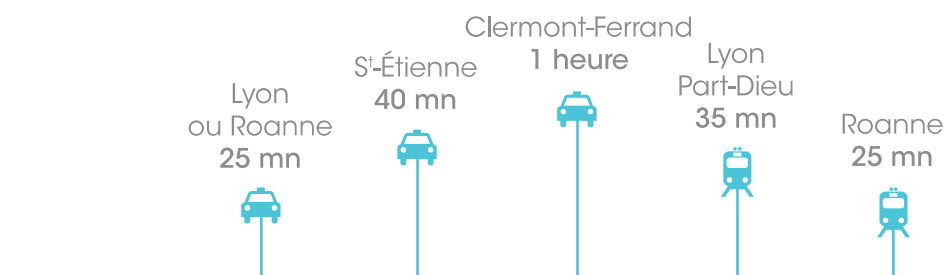 Lyon
ou Roanne
25 mn
St-Étienne
40 mn
Clermont-Ferrand
1 heure
Lyon
Part-Dieu
35 mn
Roanne
25 mn